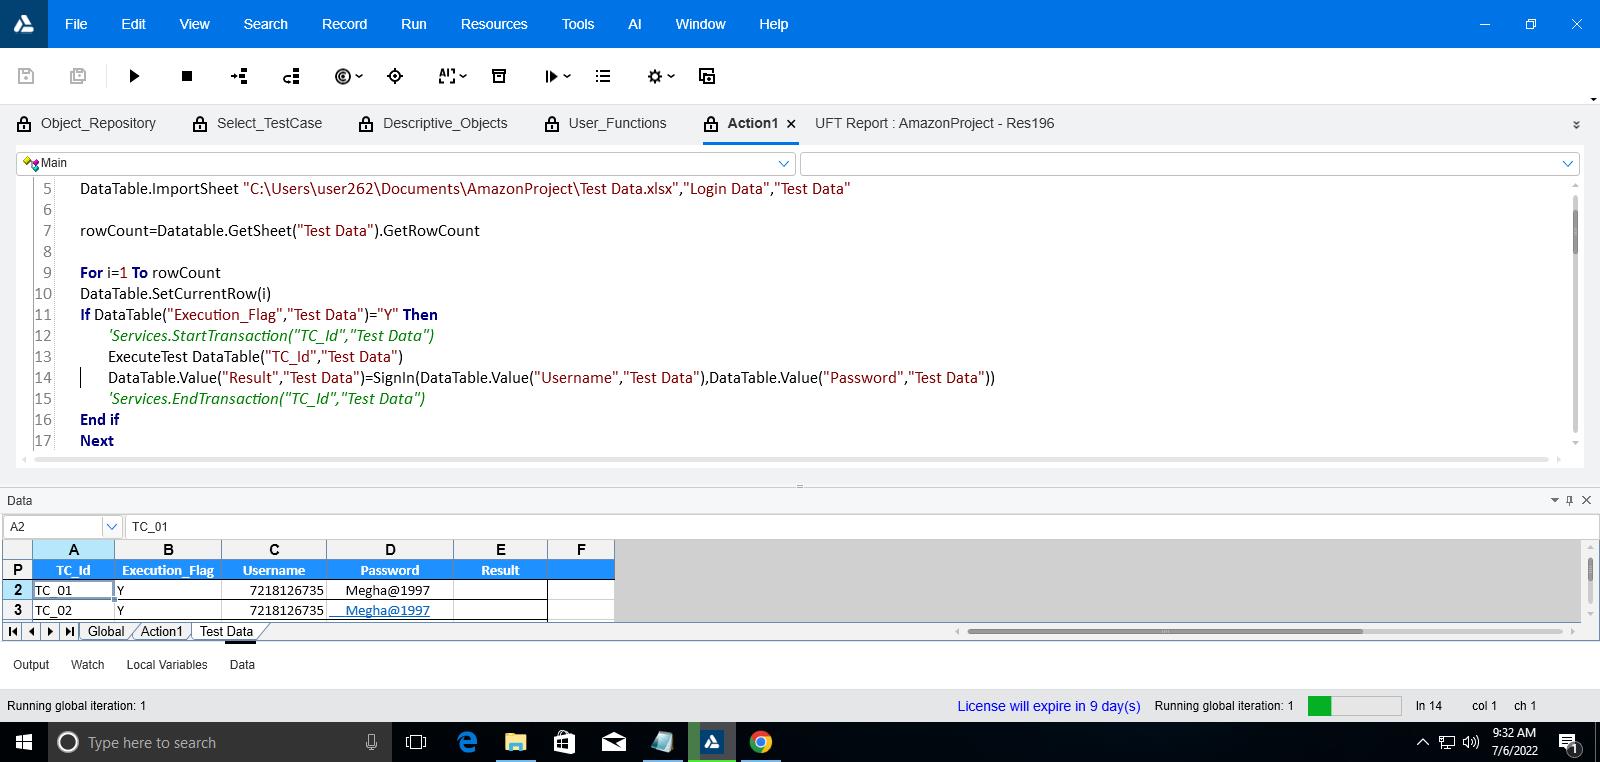 File Edit View Search Record Run Resources Tools AI Window Help
Object_Repository Select_TestCase Descriptive_Objects User_Functions Action1 UFT Report : AmazonProject - Res196
Main
5 DataTable.ImportSheet "C:\Users\user262\Documents\AmazonProject\Test Data.xlsx","Login Data","Test Data"
6
7 rowCount=Datatable.GetSheet("Test Data").GetRowCount
8
9 For i=1 To rowCount
10 DataTable.SetCurrentRow(i)
11 If DataTable("Execution_Flag","Test Data")="Y" Then
12 'Services.StartTransaction("TC_Id","Test Data")
13 ExecuteTest DataTable("TC_Id","Test Data")
14 DataTable.Value("Result","Test Data")=SignIn(DataTable.Value("Username","Test Data"),DataTable.Value("Password","Test Data"))
15 'Services.EndTransaction("TC_Id","Test Data")
16 End if
17 Next
Data
A2 TC_01
A B C D E F
P TC_Id Execution_Flag Username Password Result
2 TC_01 Y 7218126735 Megha@1997
3 TC_02 Y 7218126735 Megha@1997
Global Action1 Test Data
Output Watch Local Variables Data
Running global iteration: 1 License will expire in 9 day(s) Running global iteration: 1 ln 14 col 1 ch 1
Type here to search
9:32 AM
7/6/2022
1